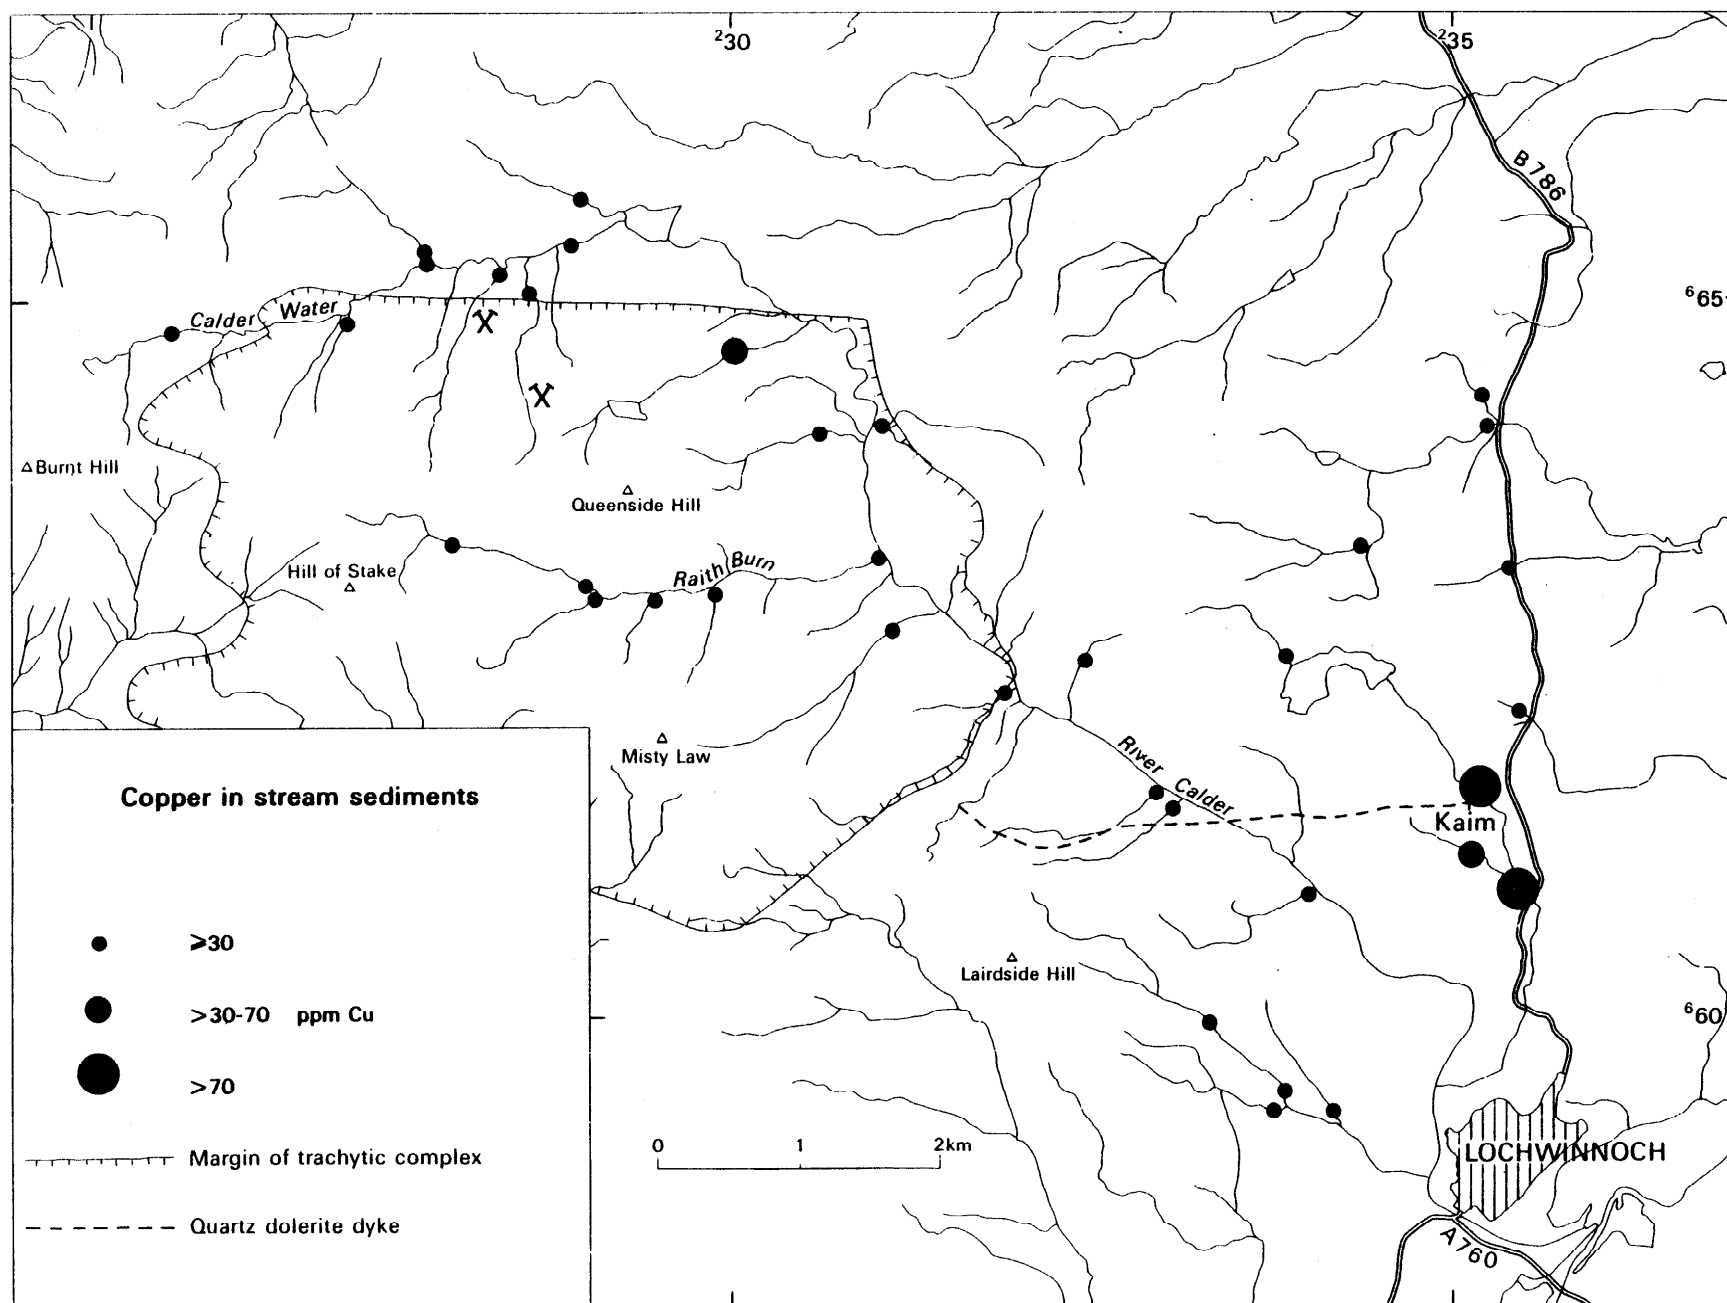 ²30
²35
B 786
⁶65
Calder Water
Burnt Hill
Queenside Hill
Hill of Stake
Raith Burn
Misty Law
River Calder
Kaim
Lairdside Hill
⁶60
LOCHWINNOCH
A 760
0 1 2km
Copper in stream sediments
⩾30
>30-70 ppm Cu
>70
Margin of trachytic complex
Quartz dolerite dyke